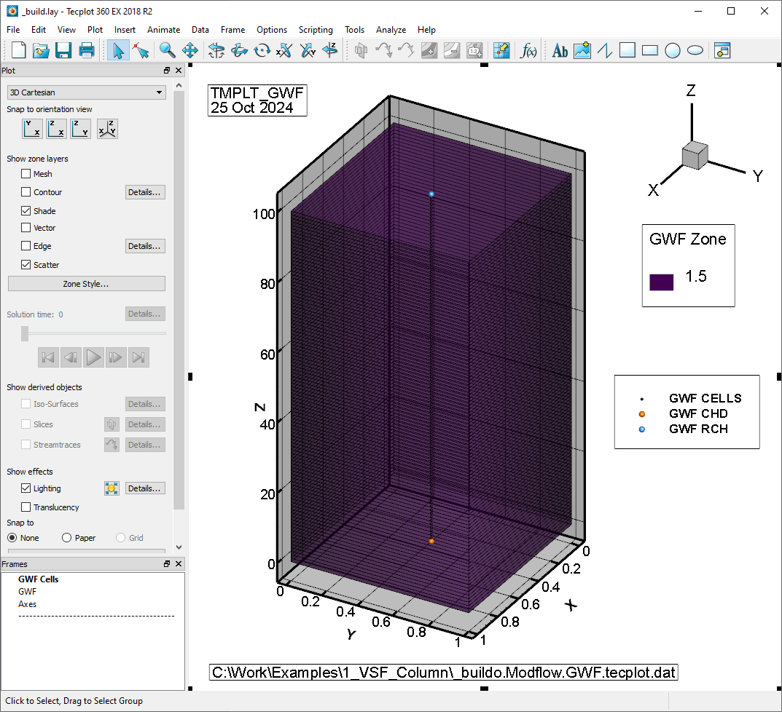 _build.lay - Tecplot 360 EX 2018 R2
File Edit View Plot Insert Animate Data Frame Options Scripting Tools Analyze Help
f(x)
Ab
Plot
3D Cartesian
Snap to orientation view
Y X Z X Z Y Z X Y
Show zone layers
Mesh
Contour Details...
Shade
Vector
Edge Details...
Scatter
Zone Style...
Solution time: 0 Details...
Show derived objects
Iso-Surfaces Details...
Slices Details...
Streamtraces Details...
Show effects
Lighting Details...
Translucency
Snap to
None Paper Grid
Frames
GWF Cells
GWF
Axes
TMPLT_GWF
25 Oct 2024
Z
X Y
GWF Zone
1.5
GWF CELLS
GWF CHD
GWF RCH
100
80
60
Z
40
20
0
0 0.2 0.4 0.6 0.8 1
Y
0 0.2 0.4 0.6 0.8 1
X
C:\Work\Examples\1_VSF_Column\_buildo.Modflow.GWF.tecplot.dat
Click to Select, Drag to Select Group